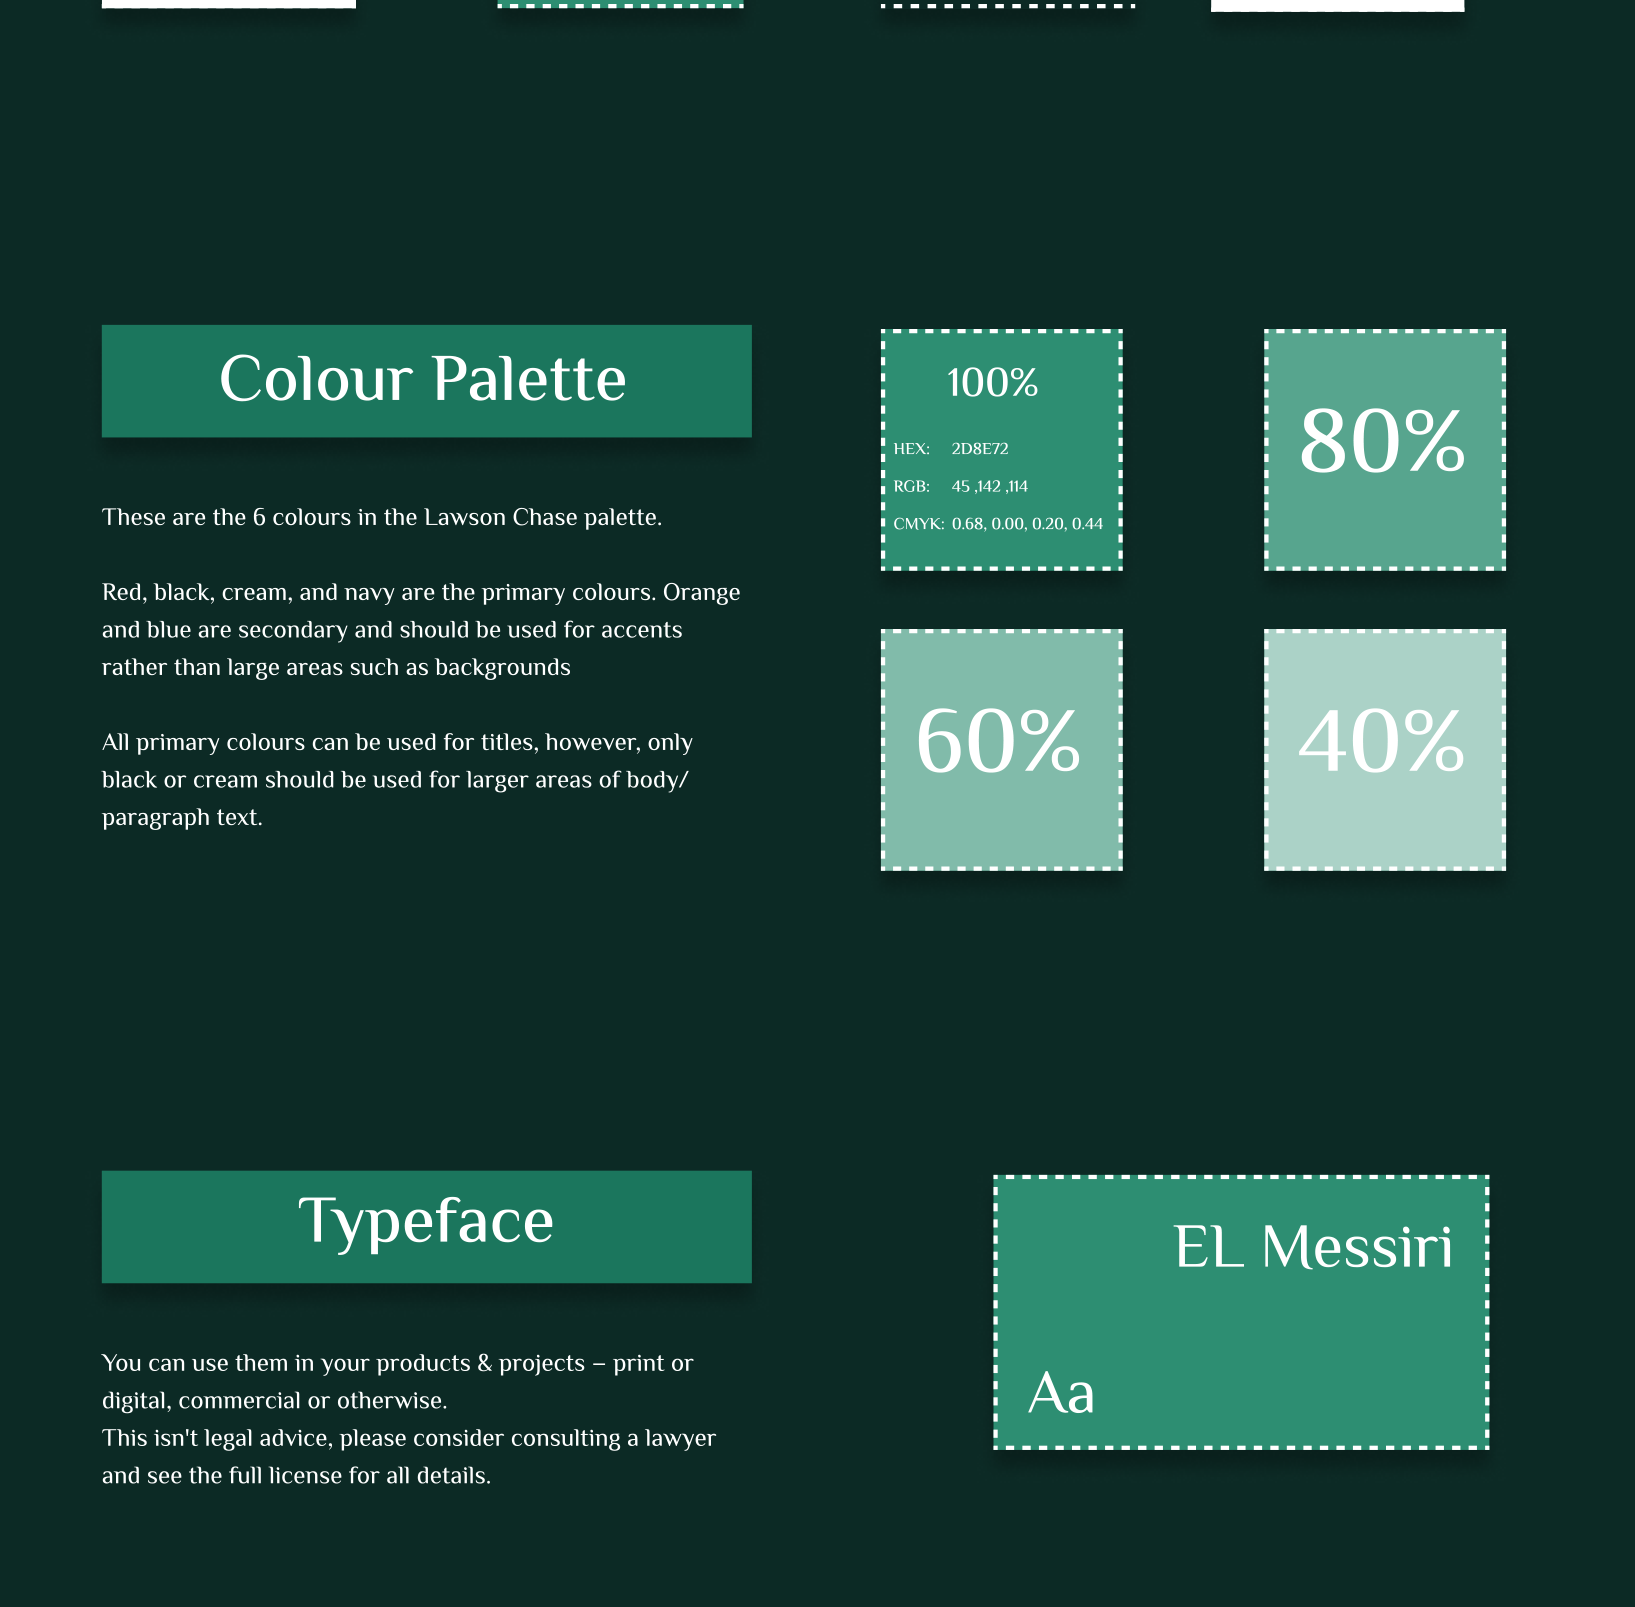 Colour Palette
These are the 6 colours in the Lawson Chase palette.
Red, black, cream, and navy are the primary colours. Orange
and blue are secondary and should be used for accents
rather than large areas such as backgrounds
All primary colours can be used for titles, however, only
black or cream should be used for larger areas of body/
paragraph text.
100%
HEX: 2D8E72
RGB: 45 ,142 ,114
CMYK: 0.68, 0.00, 0.20, 0.44
80%
60%
40%
Typeface
You can use them in your products & projects – print or
digital, commercial or otherwise.
This isn't legal advice, please consider consulting a lawyer
and see the full license for all details.
EL Messiri
Aa